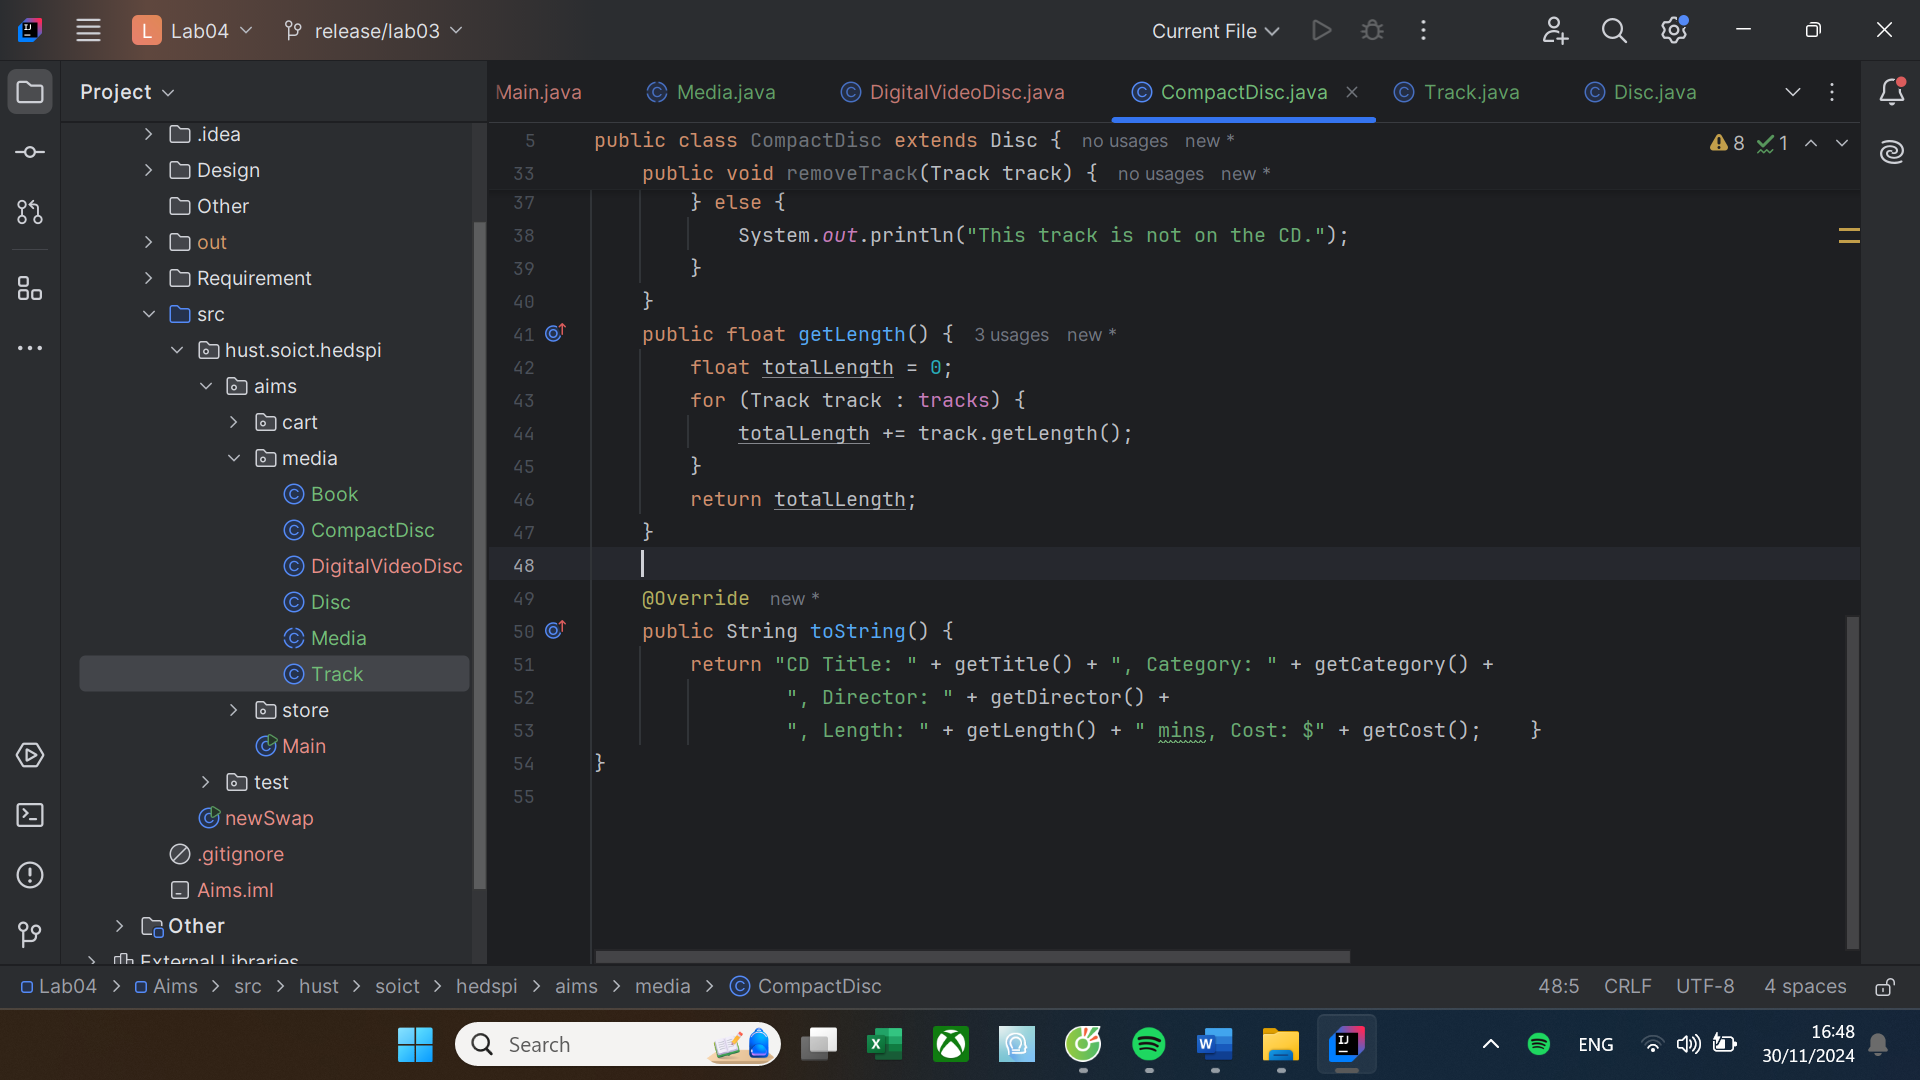 L Lab04 release/lab03 Current File
Project
Main.java Media.java DigitalVideoDisc.java CompactDisc.java Track.java Disc.java
.idea
Design
Other
out
Requirement
src
hust.soict.hedspi
aims
cart
media
Book
CompactDisc
DigitalVideoDisc
Disc
Media
Track
store
Main
test
newSwap
.gitignore
Aims.iml
Other
External Libraries
8 1
5 public class CompactDisc extends Disc { no usages new *
33 public void removeTrack(Track track) { no usages new *
37 } else {
38 System.out.println("This track is not on the CD.");
39 }
40 }
41 public float getLength() { 3 usages new *
42 float totalLength = 0;
43 for (Track track : tracks) {
44 totalLength += track.getLength();
45 }
46 return totalLength;
47 }
48
49 @Override new *
50 public String toString() {
51 return "CD Title: " + getTitle() + ", Category: " + getCategory() +
52 ", Director: " + getDirector() +
53 ", Length: " + getLength() + " mins, Cost: $" + getCost(); }
54 }
55
Lab04 > Aims > src > hust > soict > hedspi > aims > media > CompactDisc 48:5 CRLF UTF-8 4 spaces
Search ENG 16:48
30/11/2024